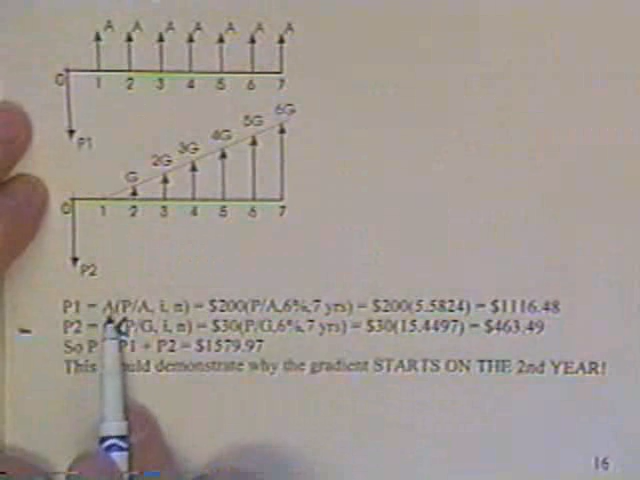 A A A A A A A
0 1 2 3 4 5 6 7
P1
G 2G 3G 4G 5G 6G
0 1 2 3 4 5 6 7
P2
P1 = A(P/A, i, n) = $200(P/A,6%,7 yrs) = $200(5.5824) = $1116.48
P2 = (P/G, i, n) = $30(P/G,6%,7 yrs) = $30(15.4497) = $463.49
So P P1 + P2 = $1579.97
This demonstrate why the gradient STARTS ON THE 2nd YEAR!
16